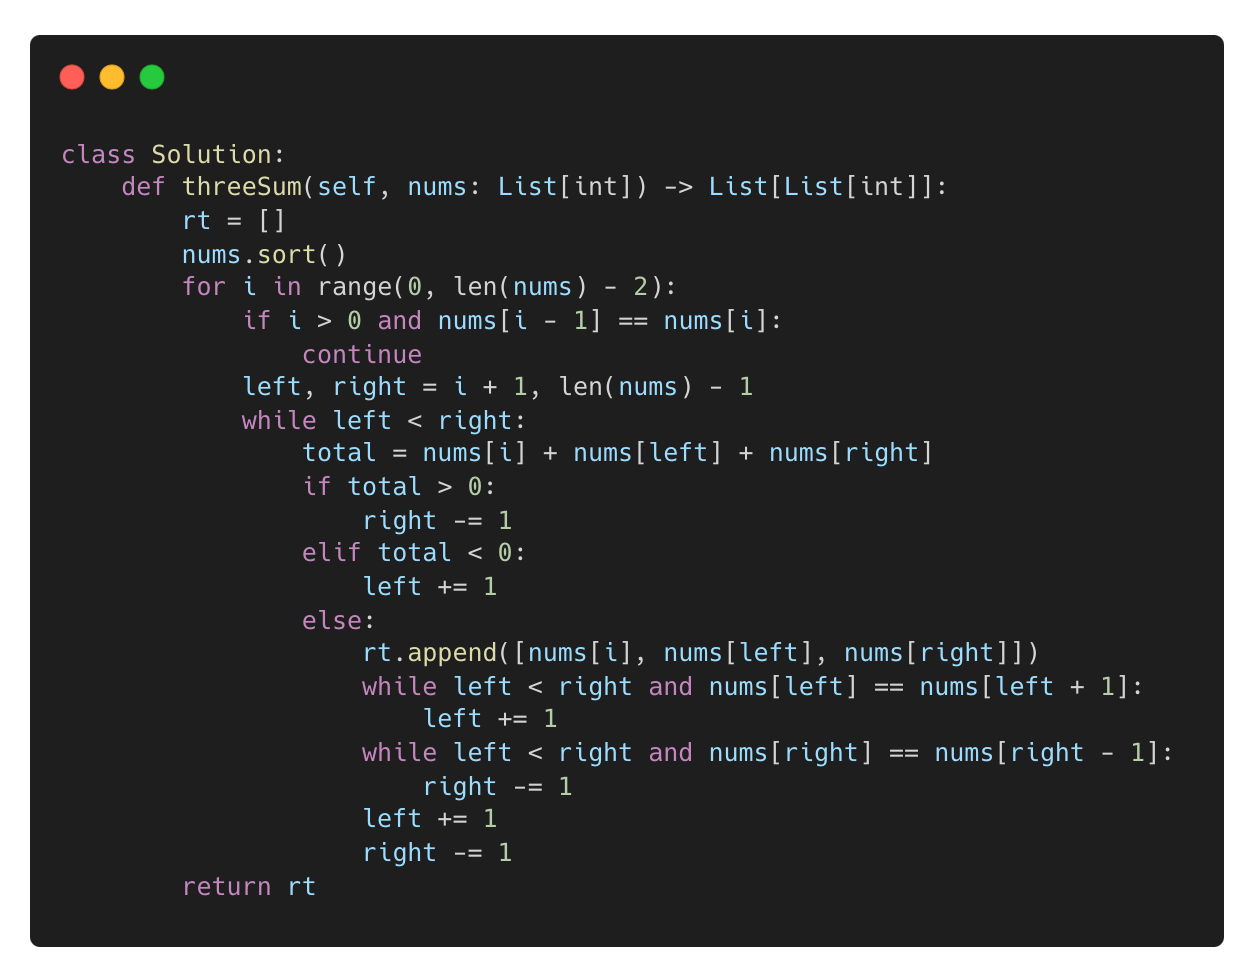 class Solution:
    def threeSum(self, nums: List[int]) -> List[List[int]]:
        rt = []
        nums.sort()
        for i in range(0, len(nums) - 2):
            if i > 0 and nums[i - 1] == nums[i]:
                continue
            left, right = i + 1, len(nums) - 1
            while left < right:
                total = nums[i] + nums[left] + nums[right]
                if total > 0:
                    right -= 1
                elif total < 0:
                    left += 1
                else:
                    rt.append([nums[i], nums[left], nums[right]])
                    while left < right and nums[left] == nums[left + 1]:
                        left += 1
                    while left < right and nums[right] == nums[right - 1]:
                        right -= 1
                    left += 1
                    right -= 1
        return rt